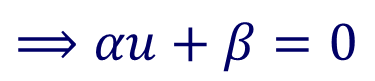 ⟹ αu + β = 0